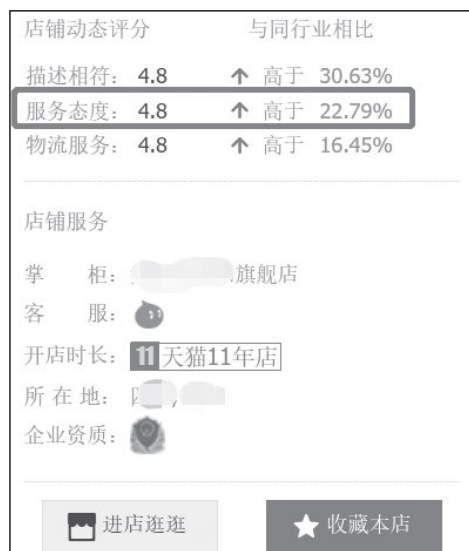 店铺动态评分 与同行业相比
描述相符： 4.8 ↑ 高于 30.63%
服务态度： 4.8 ↑ 高于 22.79%
物流服务： 4.8 ↑ 高于 16.45%
店铺服务
掌 柜： 旗舰店
客 服：
开店时长： 11 天猫11年店
所 在 地：
企业资质：
进店逛逛 收藏本店